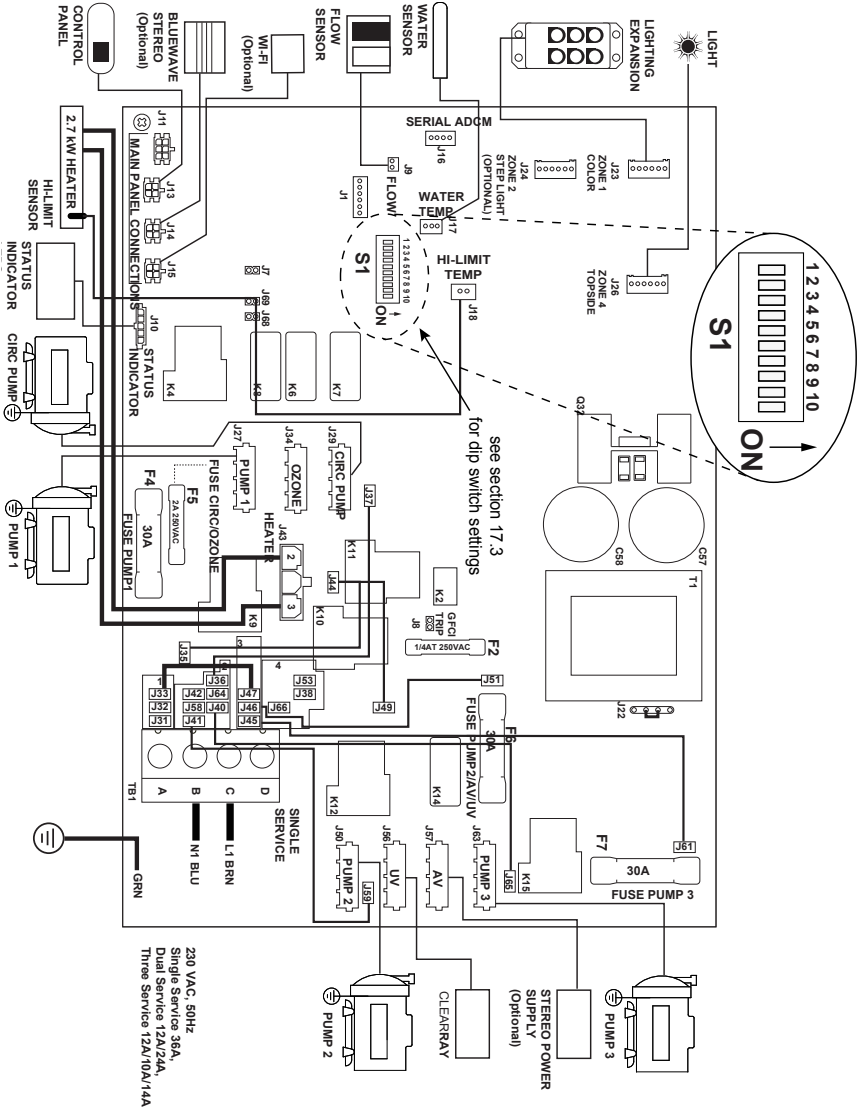 CONTROL
PANEL
BLUEWAVE
STEREO
(Optional)
WI-FI
(Optional)
FLOW
SENSOR
WATER
SENSOR
LIGHTING
EXPANSION
LIGHT
2.7 kW HEATER
HI-LIMIT
SENSOR
STATUS
INDICATOR
CIRC PUMP
PUMP 1
J11
MAIN PANEL CONNECTIONS
J13
J14
J15
J10
STATUS
INDICATOR
SERIAL ADCM
J16
J9
FLOW
J1
WATER
TEMP
J17
J24
ZONE 2
STEP LIGHT
(OPTIONAL)
J23
ZONE 1
COLOR
J26
ZONE 4
TOPSIDE
HI-LIMIT
TEMP
J18
1 2 3 4 5 6 7 8 9 10
S1
ON
1 2 3 4 5 6 7 8 9 10
S1
ON
see section 17.3
for dip switch settings
J7
J69
J68
K4
K8
K6
K7
J27
PUMP 1
J34
OZONE
J29
CIRC PUMP
J37
F4
30A
FUSE PUMP1
F5
2A 250VAC
FUSE CIRC/OZONE
HEATER
J43
2
3
K9
K10
K11
J44
K2
GFCI
TRIP
J8
F2
1/4AT 250VAC
C58
C57
T1
J22
J35
1
2
3
4
J33
J32
J31
J36
J42
J64
J58
J40
J41
J47
J46
J45
J66
J53
J38
J49
J51
F6
30A
FUSE PUMP2/AV/UV
F7
30A
FUSE PUMP 3
J61
TB1
A
B
C
D
SINGLE
SERVICE
N1 BLU
L1 BRN
GRN
K12
K14
K15
J50
PUMP 2
J59
J56
UV
J57
AV
J63
PUMP 3
J65
PUMP 2
CLEARRAY
STEREO POWER
SUPPLY
(Optional)
PUMP 3
230 VAC, 50Hz
Single Service 36A,
Dual Service 12A/24A,
Three Service 12A/10A/14A